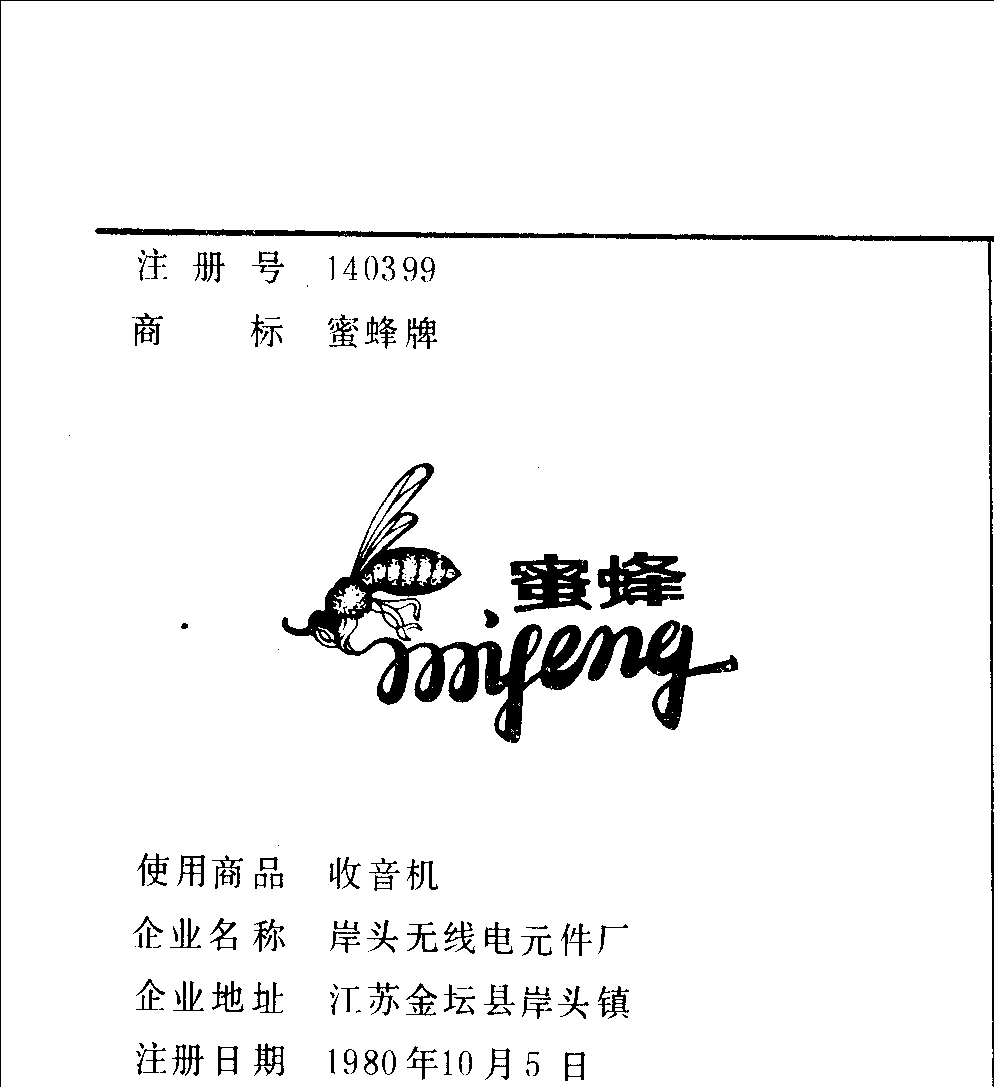 注册号 140399
商标 蜜蜂牌
蜜蜂
mifeng
使用商品 收音机
企业名称 岸头无线电元件厂
企业地址 江苏金坛县岸头镇
注册日期 1980年10月5日